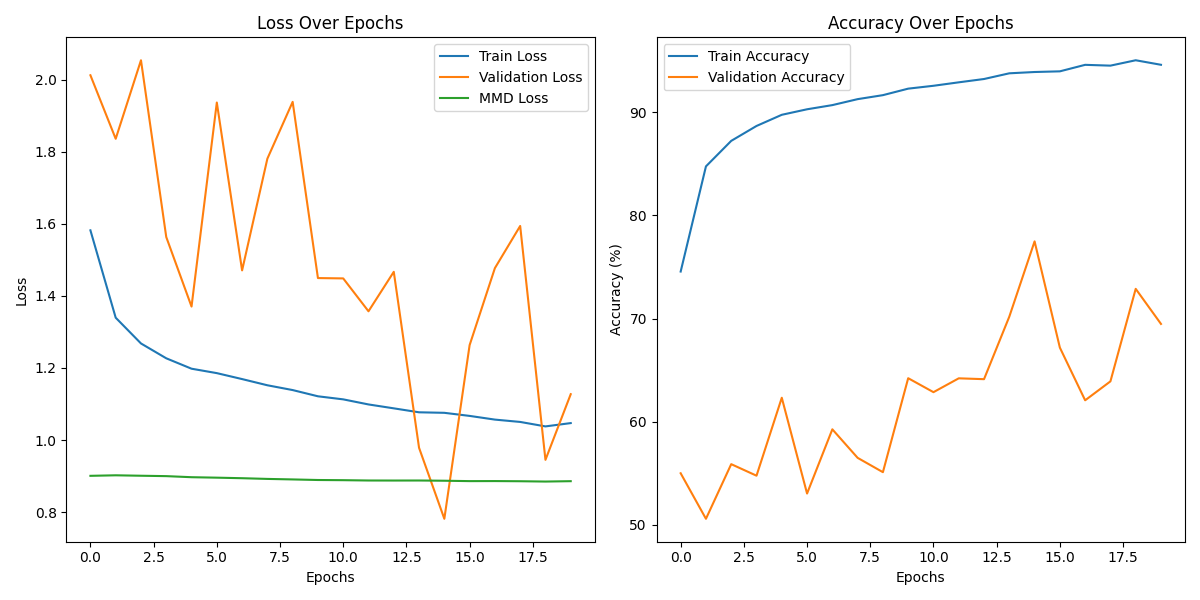 Loss Over Epochs
Train Loss
Validation Loss
MMD Loss
2.0
1.8
1.6
1.4
1.2
1.0
0.8
Loss
0.0 2.5 5.0 7.5 10.0 12.5 15.0 17.5
Epochs
Accuracy Over Epochs
Train Accuracy
Validation Accuracy
90
80
70
60
50
Accuracy (%)
0.0 2.5 5.0 7.5 10.0 12.5 15.0 17.5
Epochs